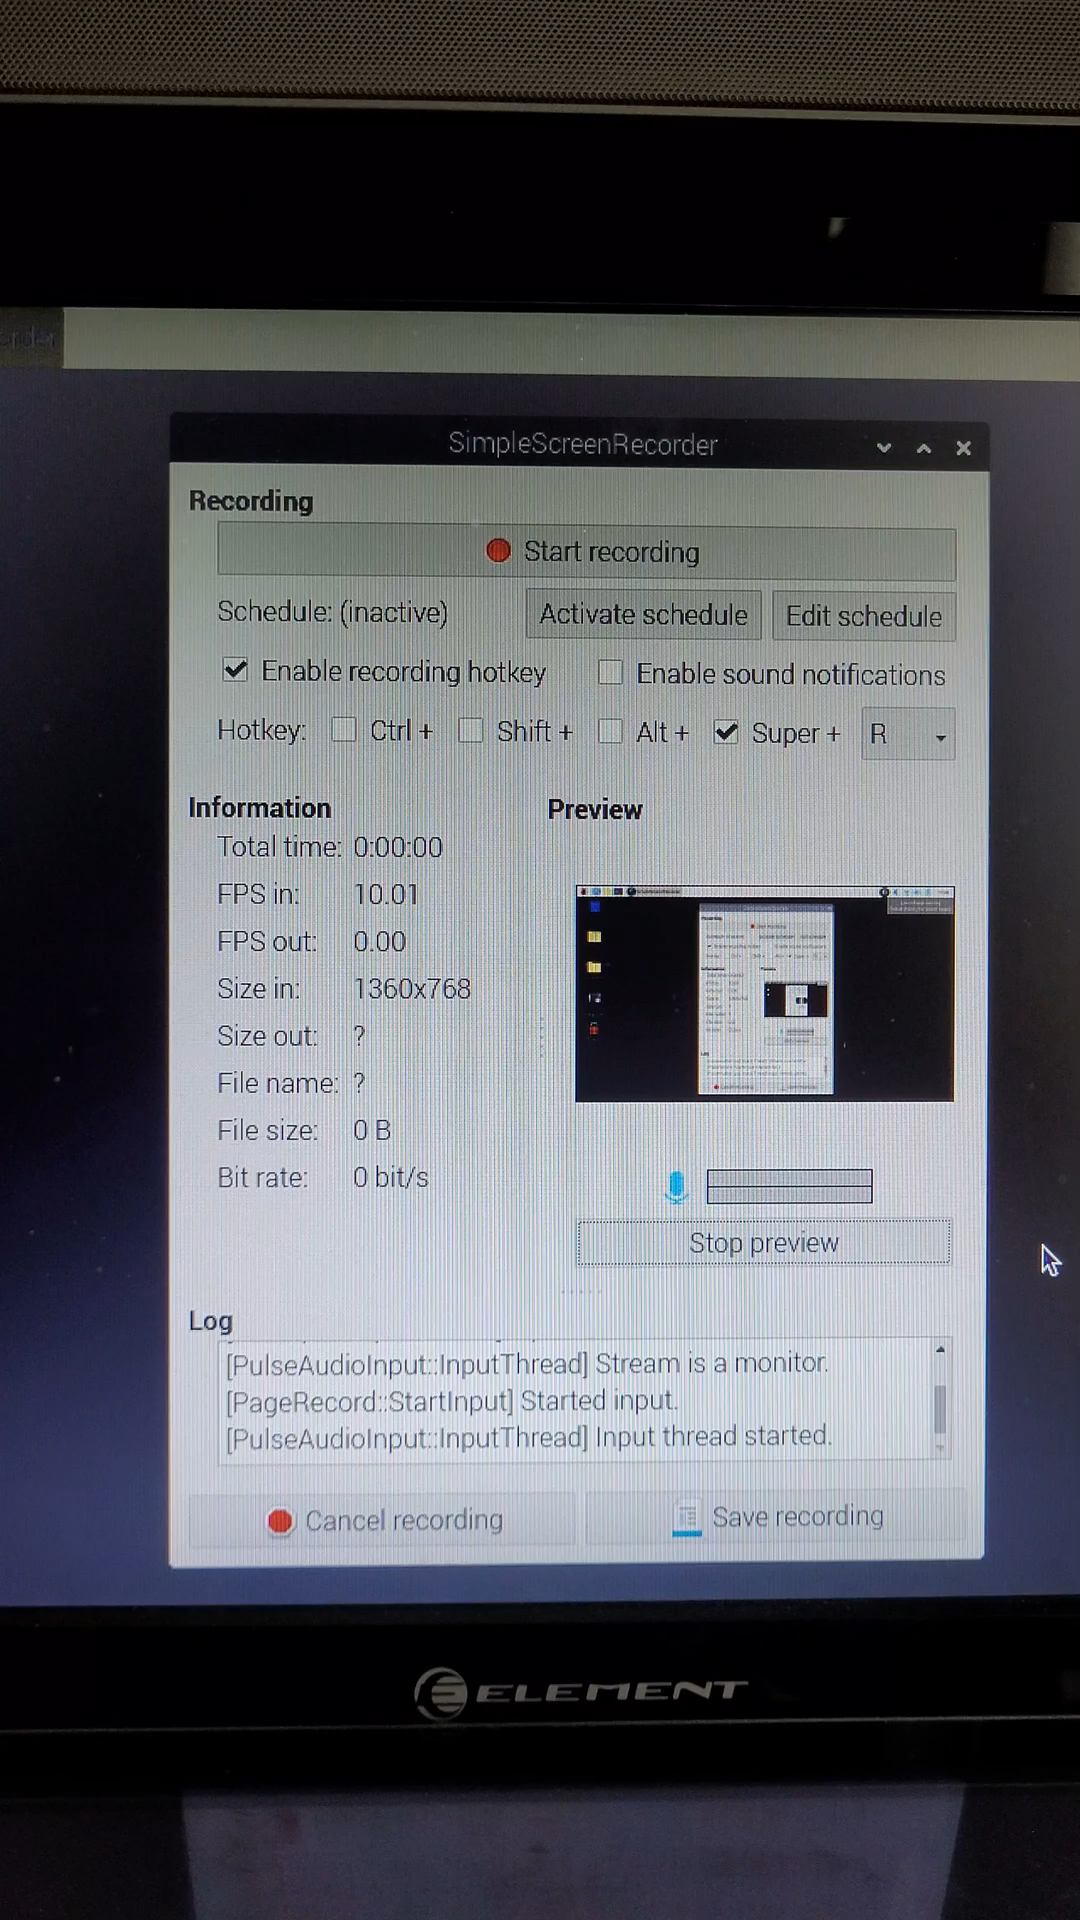 order
SimpleScreenRecorder
Recording
Start recording
Schedule: (inactive) Activate schedule Edit schedule
Enable recording hotkey Enable sound notifications
Hotkey: Ctrl + Shift + Alt + Super + R
Information Preview
Total time: 0:00:00
FPS in: 10.01
FPS out: 0.00
Size in: 1360x768
Size out: ?
File name: ?
File size: 0 B
Bit rate: 0 bit/s
Stop preview
Log
[PulseAudioInput::InputThread] Stream is a monitor.
[PageRecord::StartInput] Started input.
[PulseAudioInput::InputThread] Input thread started.
Cancel recording Save recording
ELEMENT